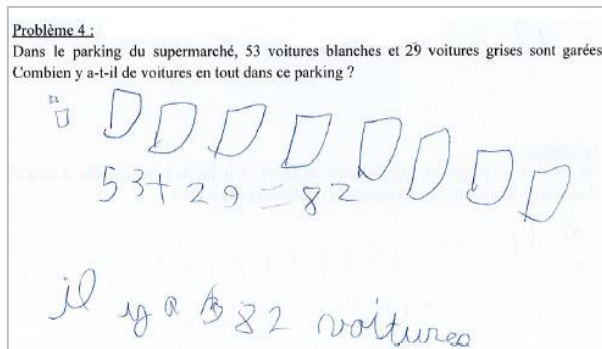 Problème 4 :
Dans le parking du supermarché, 53 voitures blanches et 29 voitures grises sont garées
Combien y a-t-il de voitures en tout dans ce parking ?
53+29=82
il y a 82 voitures